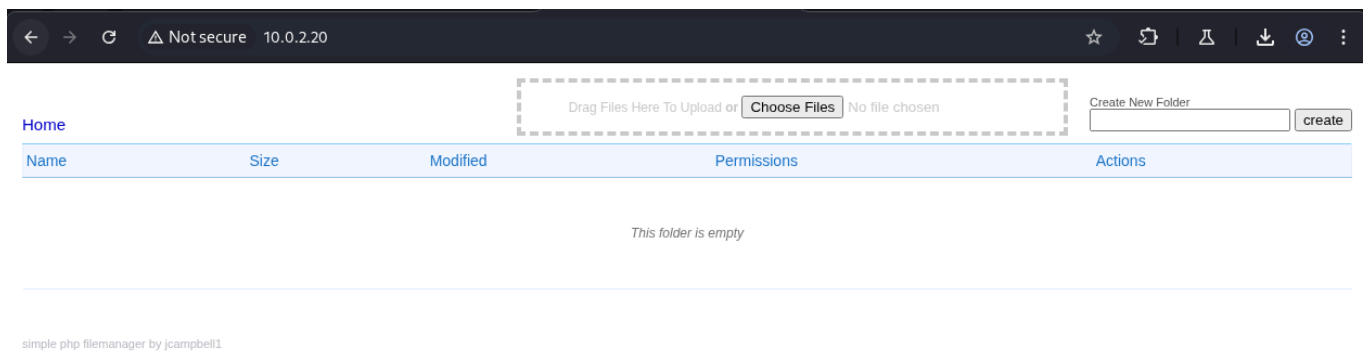 Not secure 10.0.2.20
Drag Files Here To Upload or Choose Files No file chosen
Create New Folder
create
Home
Name Size Modified Permissions Actions
This folder is empty
simple php filemanager by jcampbell1